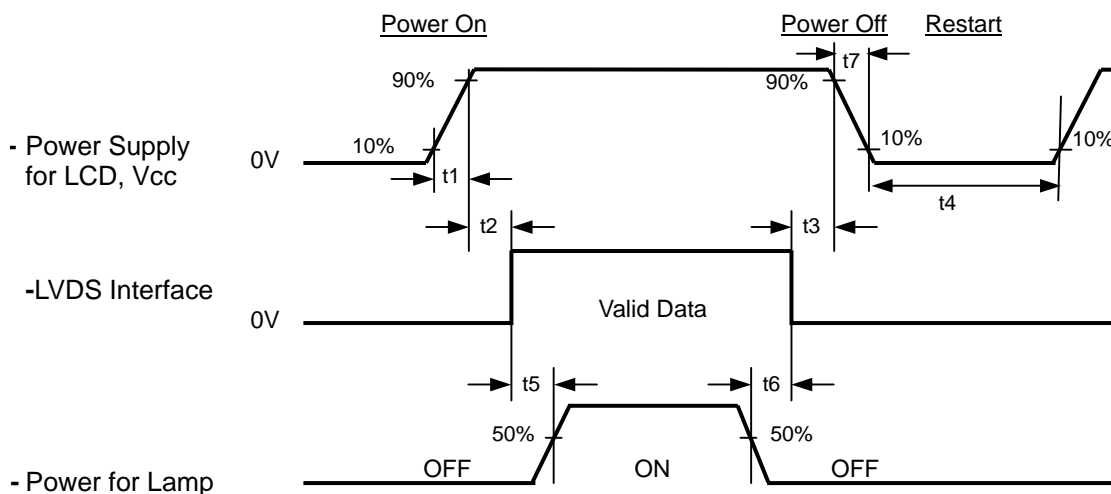 Power On Power Off Restart
t7
90% 90%
- Power Supply
for LCD, Vcc
0V 10% 10% 10%
t1 t4
t2 t3
-LVDS Interface
0V Valid Data
t5 t6
50% 50%
- Power for Lamp OFF ON OFF